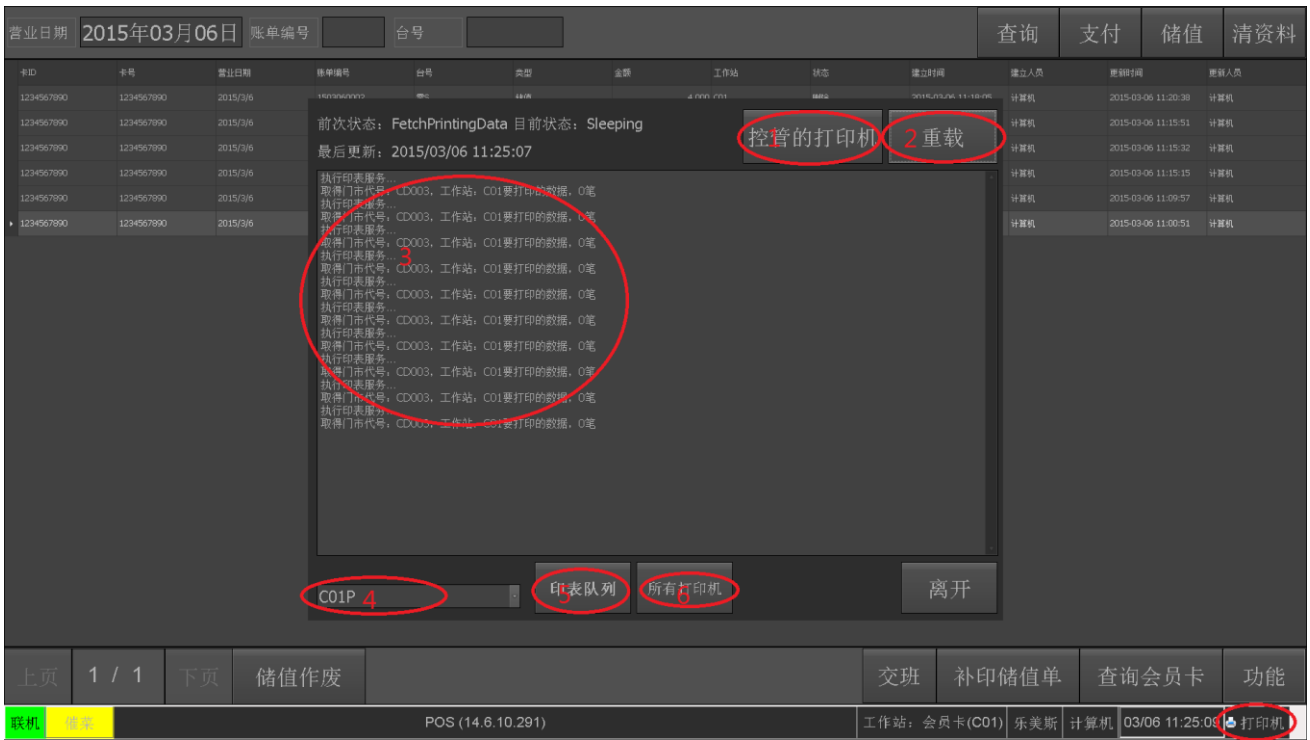 营业日期 2015年03月06日 账单编号 台号 查询 支付 储值 清资料
卡ID 卡号 营业日期 账单编号 台号 类型 金额 工作站 状态 建立时间 建立人员 更新时间 更新人员
1234567890 1234567890 2015/3/6 1503060002 储值 4,000 C01 删除 2015-03-06 11:18:05 计算机 2015-03-06 11:20:38 计算机
1234567890 1234567890 2015/3/6 计算机 2015-03-06 11:15:51 计算机
1234567890 1234567890 2015/3/6 计算机 2015-03-06 11:15:32 计算机
1234567890 1234567890 2015/3/6 计算机 2015-03-06 11:15:15 计算机
1234567890 1234567890 2015/3/6 计算机 2015-03-06 11:09:57 计算机
1234567890 1234567890 2015/3/6 计算机 2015-03-06 11:00:51 计算机
前次状态：FetchPrintingData 目前状态：Sleeping
最后更新：2015/03/06 11:25:07
控管的打印机 1
2 重载
执行印表服务...
取得门市代号：CD003，工作站：C01要打印的数据，0笔
执行印表服务...
取得门市代号：CD003，工作站：C01要打印的数据，0笔
执行印表服务...
取得门市代号：CD003，工作站：C01要打印的数据，0笔
执行印表服务...
取得门市代号：CD003，工作站：C01要打印的数据，0笔
执行印表服务...
取得门市代号：CD003，工作站：C01要打印的数据，0笔
执行印表服务...
取得门市代号：CD003，工作站：C01要打印的数据，0笔
执行印表服务...
取得门市代号：CD003，工作站：C01要打印的数据，0笔
执行印表服务...
取得门市代号：CD003，工作站：C01要打印的数据，0笔
执行印表服务...
取得门市代号：CD003，工作站：C01要打印的数据，0笔
执行印表服务...
取得门市代号：CD003，工作站：C01要打印的数据，0笔
3
C01P 4
印表队列 5
所有打印机 6
离开
上页 1 / 1 下页 储值作废 交班 补印储值单 查询会员卡 功能
联机 催菜 POS (14.6.10.291) 工作站：会员卡(C01) 乐美斯 计算机 03/06 11:25:09 打印机